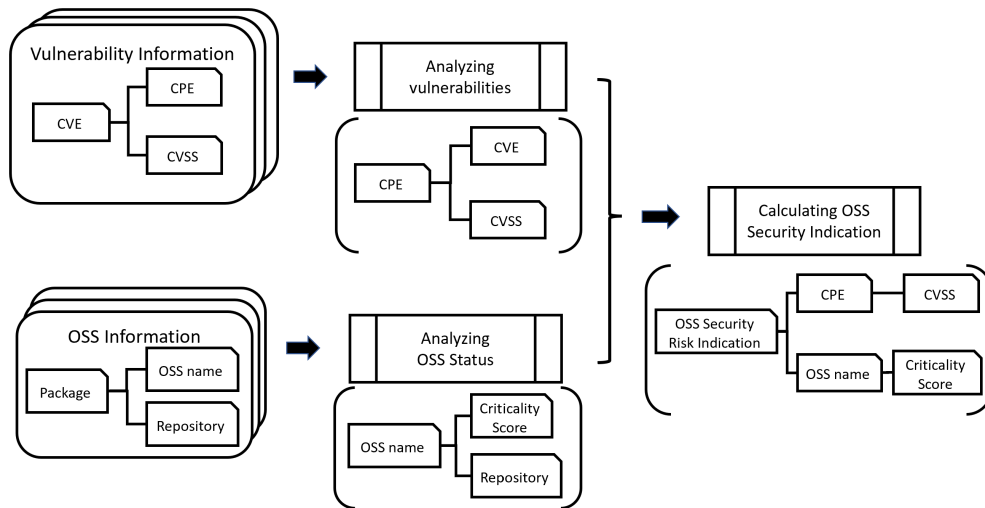 Vulnerability Information
CVE
CPE
CVSS
Analyzing
vulnerabilities
CPE
CVE
CVSS
OSS Information
Package
OSS name
Repository
Analyzing
OSS Status
OSS name
Criticality
Score
Repository
Calculating OSS
Security Indication
OSS Security
Risk Indication
CPE
CVSS
OSS name
Criticality
Score